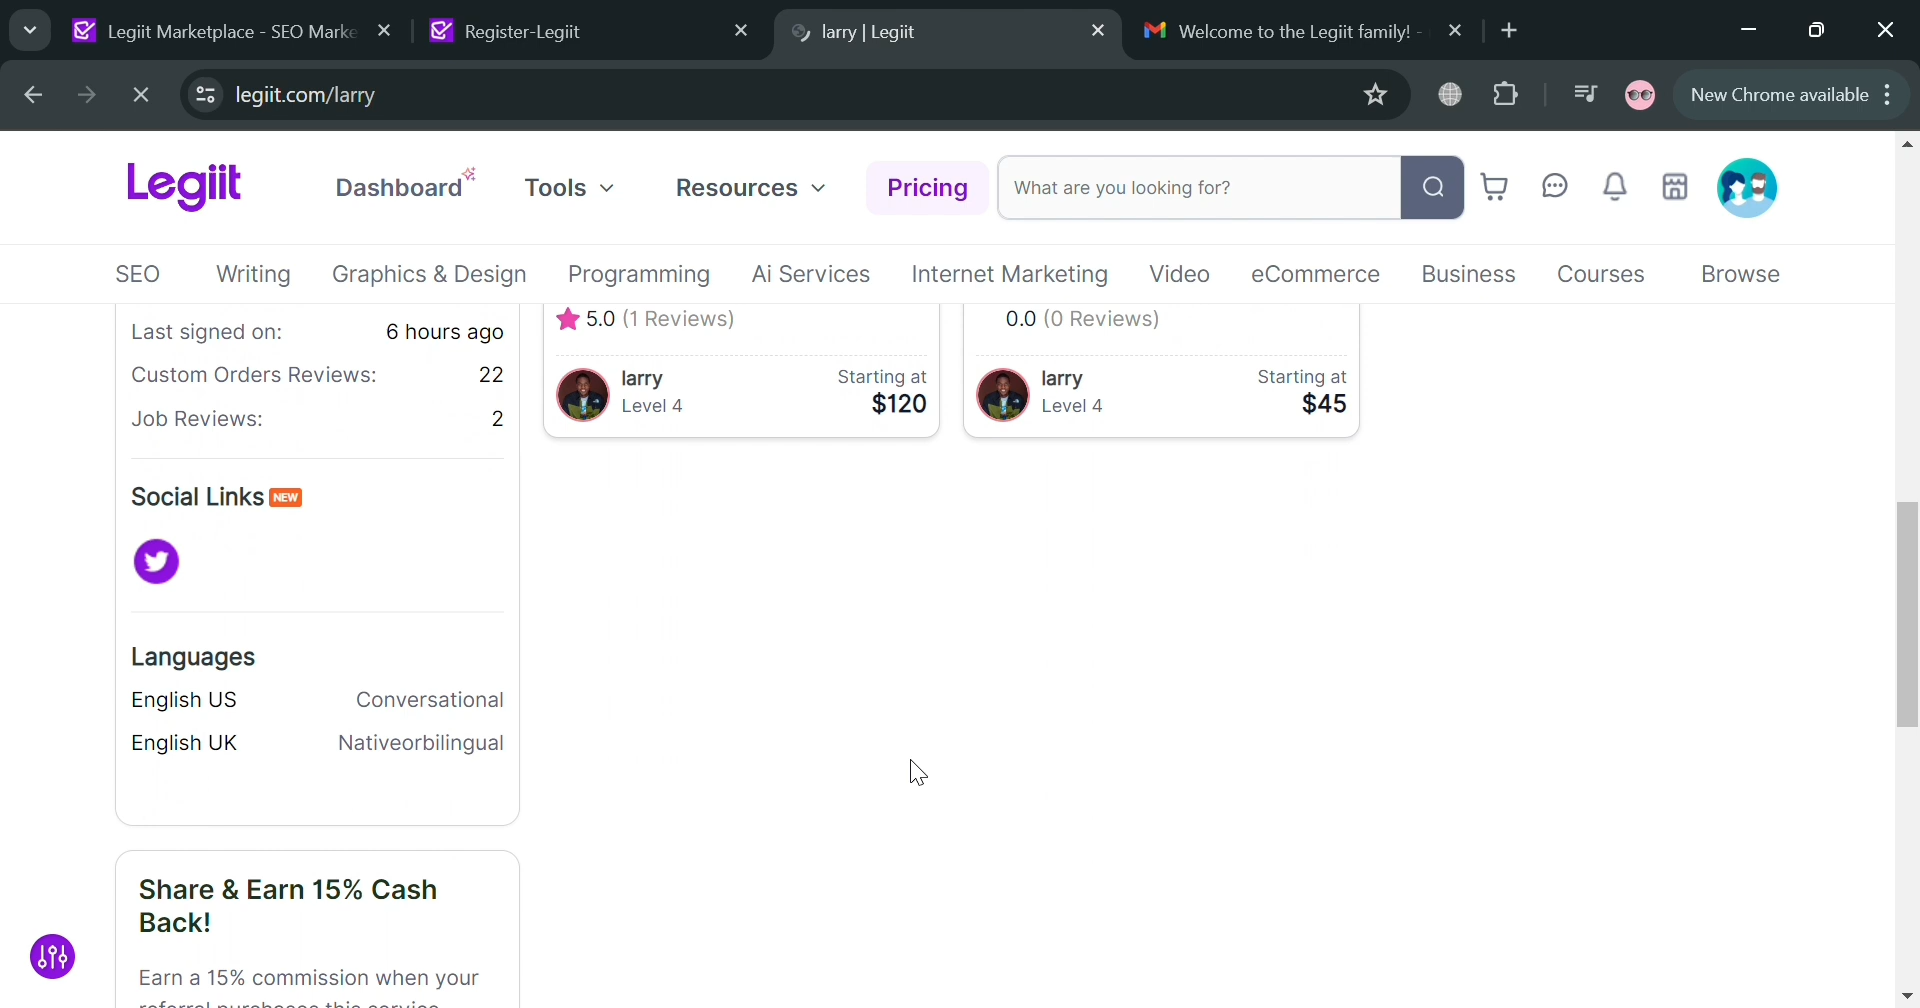 Legiit Marketplace - SEO Marke
Register-Legiit
larry | Legiit
Welcome to the Legiit family! -
legiit.com/larry
New Chrome available
Legiit
Dashboard
Tools
Resources
Pricing
What are you looking for?
SEO
Writing
Graphics & Design
Programming
Ai Services
Internet Marketing
Video
eCommerce
Business
Courses
Browse
Last signed on: 6 hours ago
Custom Orders Reviews: 22
Job Reviews: 2
Social Links NEW
Languages
English US Conversational
English UK Nativeorbilingual
Share & Earn 15% Cash
Back!
Earn a 15% commission when your
referral purchases this service
5.0 (1 Reviews)
larry
Level 4
Starting at
$120
0.0 (0 Reviews)
larry
Level 4
Starting at
$45